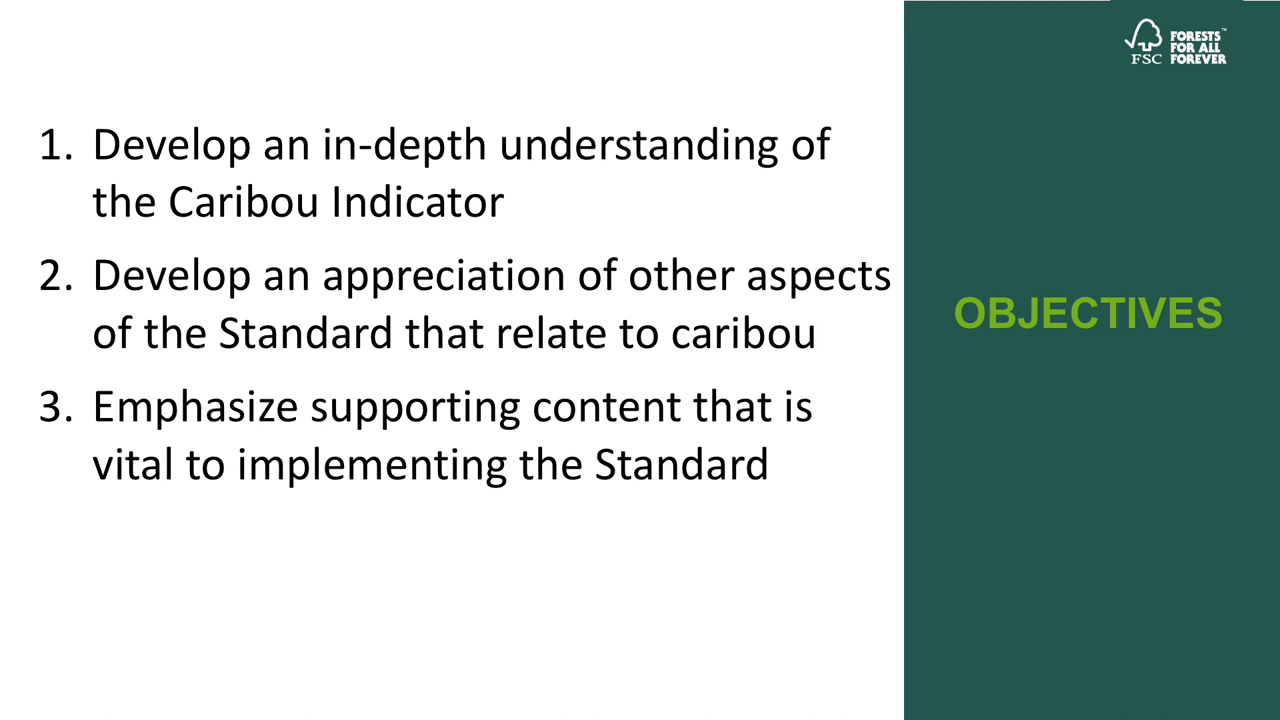 1. Develop an in-depth understanding of
the Caribou Indicator
2. Develop an appreciation of other aspects
of the Standard that relate to caribou
3. Emphasize supporting content that is
vital to implementing the Standard
FSC
FORESTS™
FOR ALL
FOREVER
OBJECTIVES